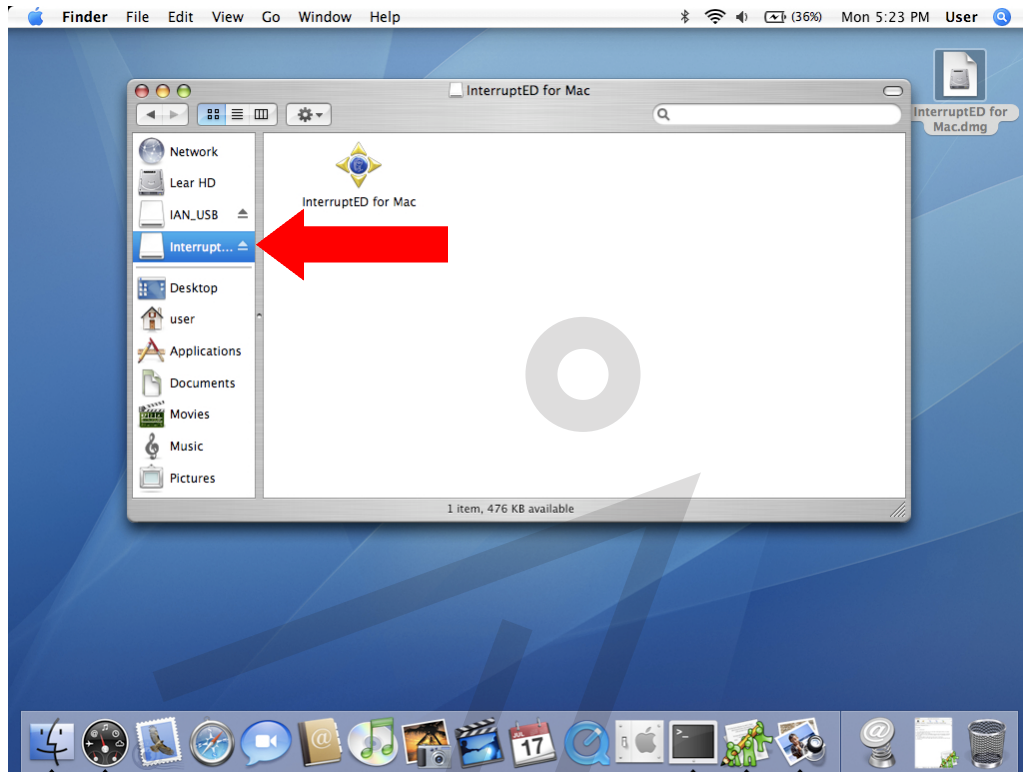 Finder File Edit View Go Window Help (36%) Mon 5:23 PM User
InterruptED for Mac
InterruptED for
Mac.dmg
Network
Lear HD
IAN_USB
Interrupt...
Desktop
user
Applications
Documents
Movies
Music
Pictures
InterruptED for Mac
1 item, 476 KB available
JUL
17